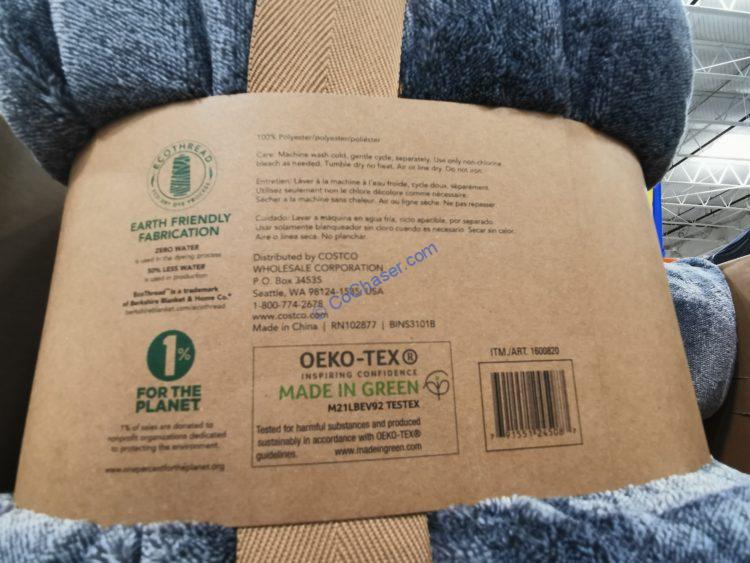 ECOTHREAD
EARTH FRIENDLY
FABRICATION
ZERO WATER
is used in the dyeing process
50% LESS WATER
is used in production
EcoThread™ is a trademark
of Berkshire Blanket & Home Co.®
berkshireblanket.com/ecothread
1%
FOR THE
PLANET
1% of sales are donated to
nonprofit organizations dedicated
to protecting the environment.
www.onepercentfortheplanet.org
100% Polyester/polyester/poliéster
Care: Machine wash cold, gentle cycle, separately. Use only non-chlorine
bleach as needed. Tumble dry no heat. Air or line dry. Do not iron.
Entretien: Laver à la machine à l'eau froide, cycle doux, séparément.
Utilisez seulement non le chlore décolore comme nécessaire.
Sécher a la machine sans chaleur. Air ou ligne sèche. Ne pas repasser
Cuidado: Lavar a máquina en agua fría, ciclo apacible, por separado.
Usar solamente blanqueador sin cloro cuando es necesario Secar sin calor.
Aire o línea seca. No planchar.
Distributed by COSTCO
WHOLESALE CORPORATION
P.O. Box 34535
Seattle, WA 98124-1535 USA
1-800-774-2678
www.costco.com
Made in China | RN102877 | BINS3101B
CoChaser.com
OEKO-TEX®
INSPIRING CONFIDENCE
MADE IN GREEN
M21LBEV92 TESTEX
Tested for harmful substances and produced
sustainably in accordance with OEKO-TEX®
guidelines. www.madeingreen.com
ITM./ART. 1600820
7 91551 24508 7